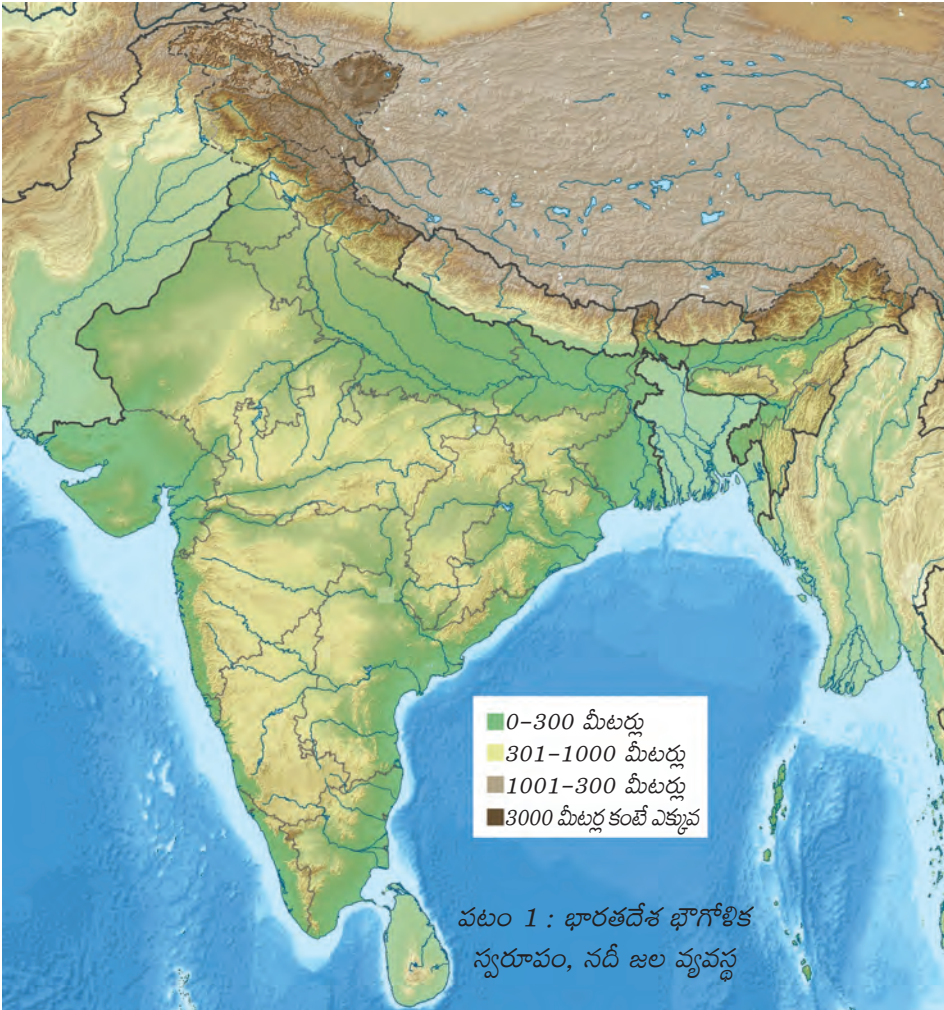 0-300 మీటర్లు
301-1000 మీటర్లు
1001-300 మీటర్లు
3000 మీటర్ల కంటే ఎక్కువ
పటం 1 : భారతదేశ భౌగోళిక
స్వరూపం, నదీ జల వ్యవస్థ